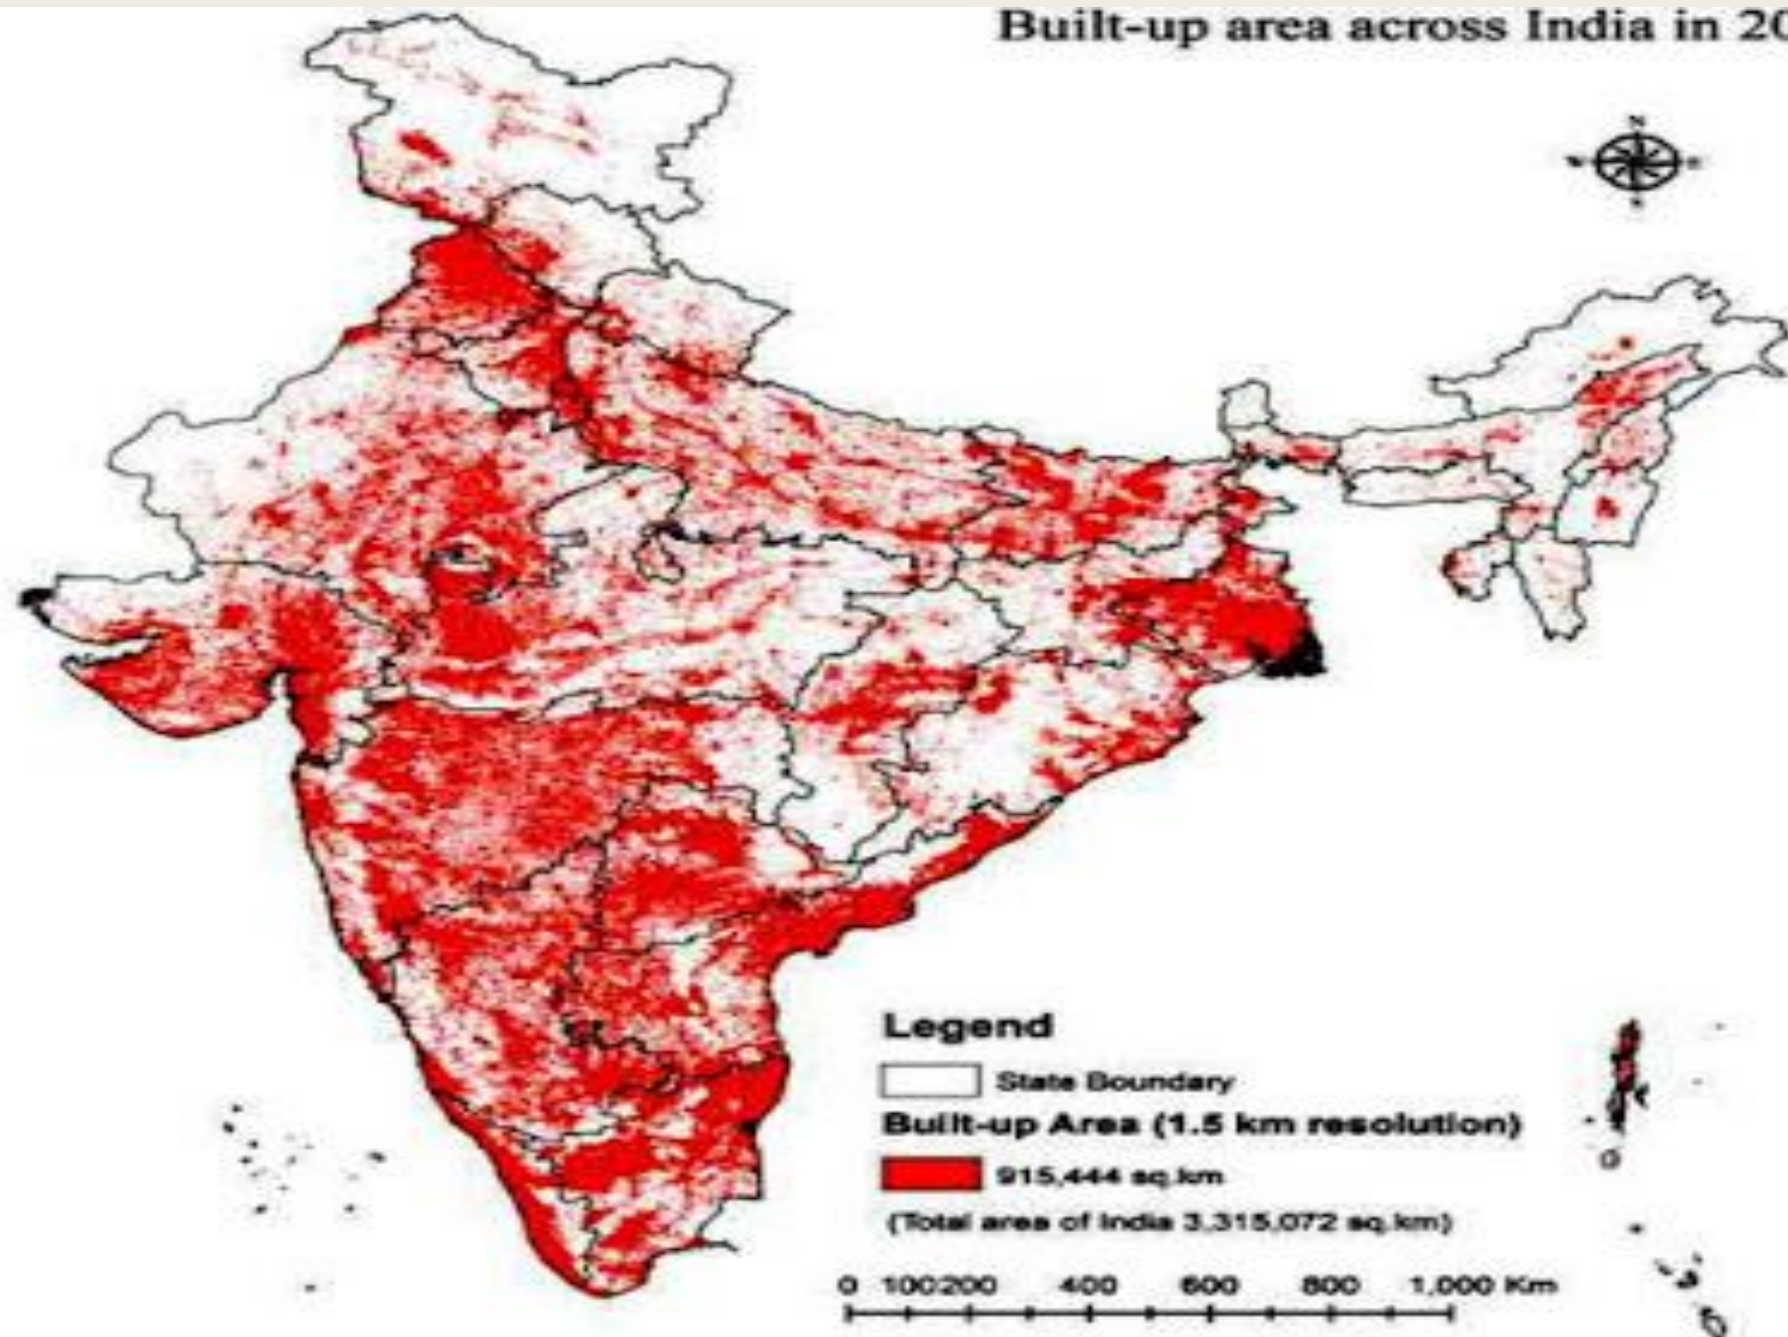 Built-up area across India in 20
N
Legend
State Boundary
Built-up Area (1.5 km resolution)
915,444 sq.km
(Total area of India 3,315,072 sq.km)
0 100200 400 600 800 1,000 Km